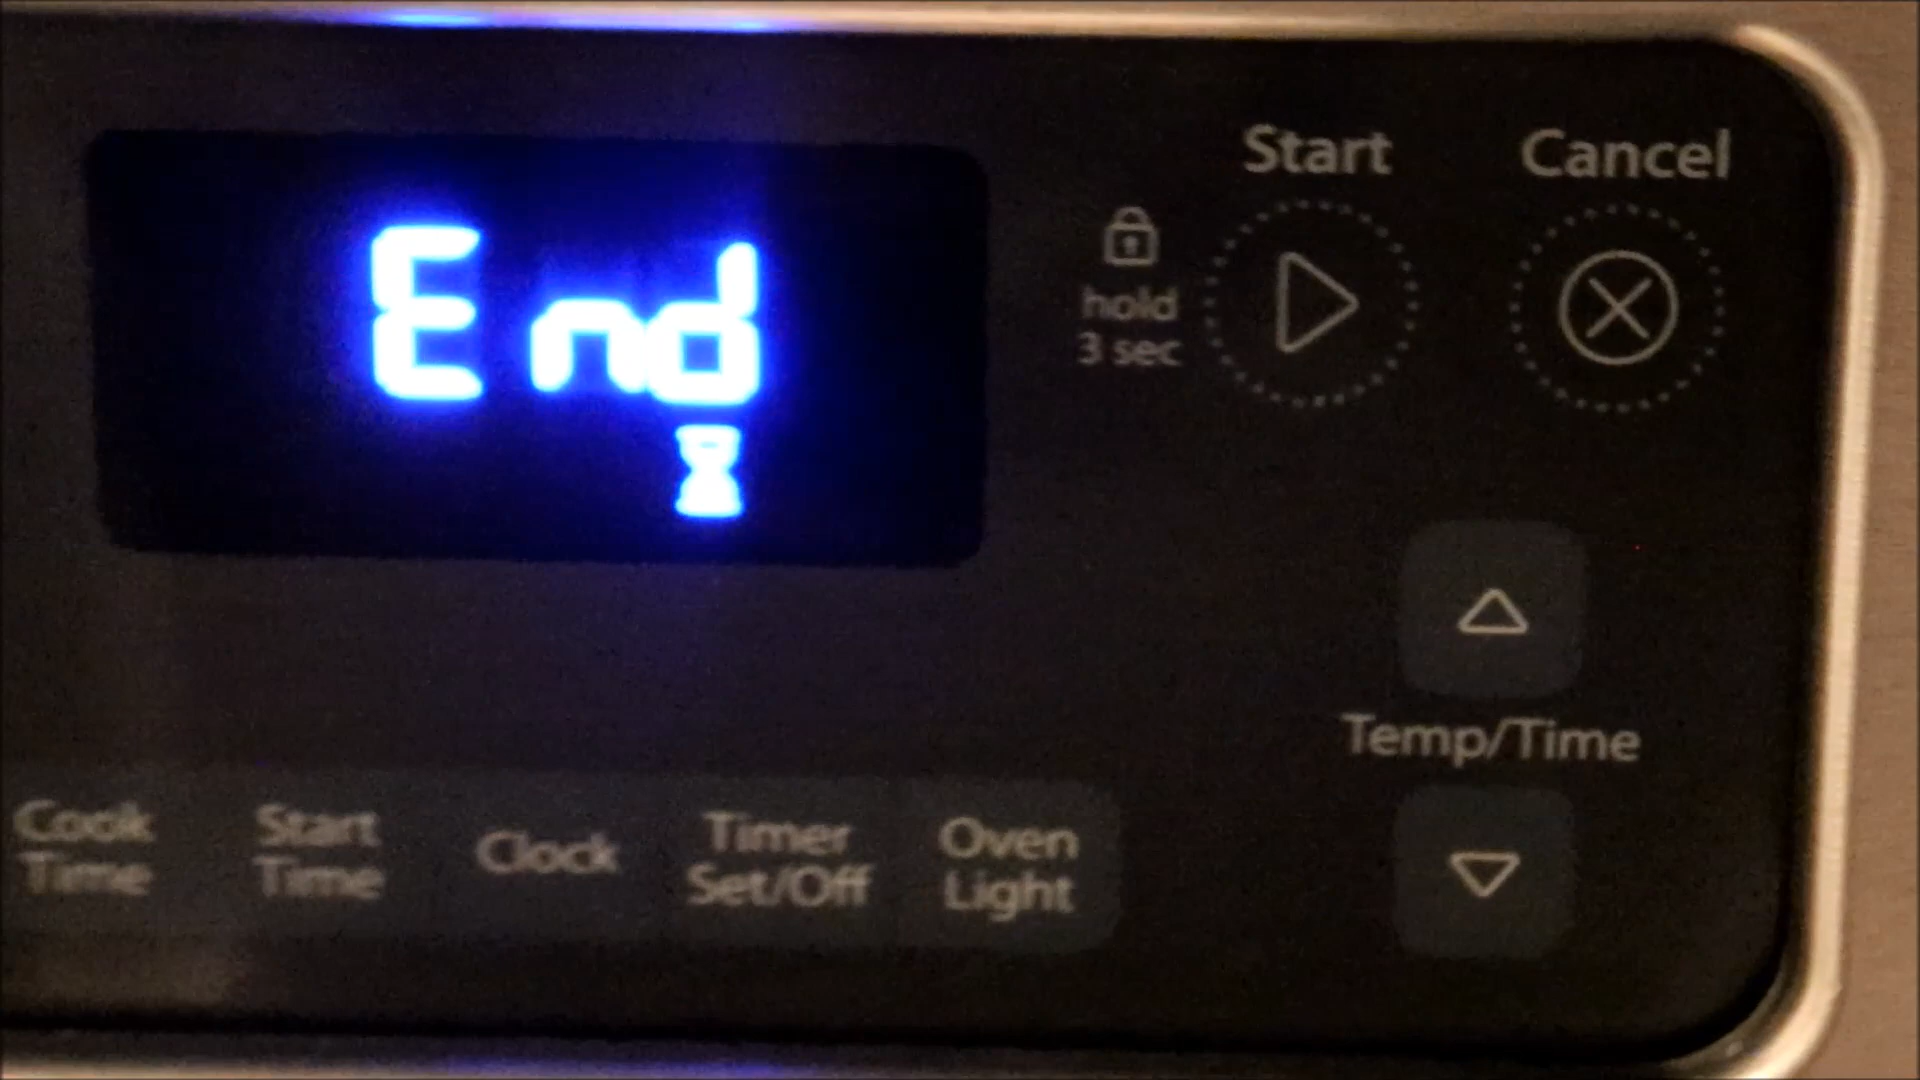 End
Start
Cancel
hold
3 sec
Temp/Time
Cook
Time
Start
Time
Clock
Timer
Set/Off
Oven
Light